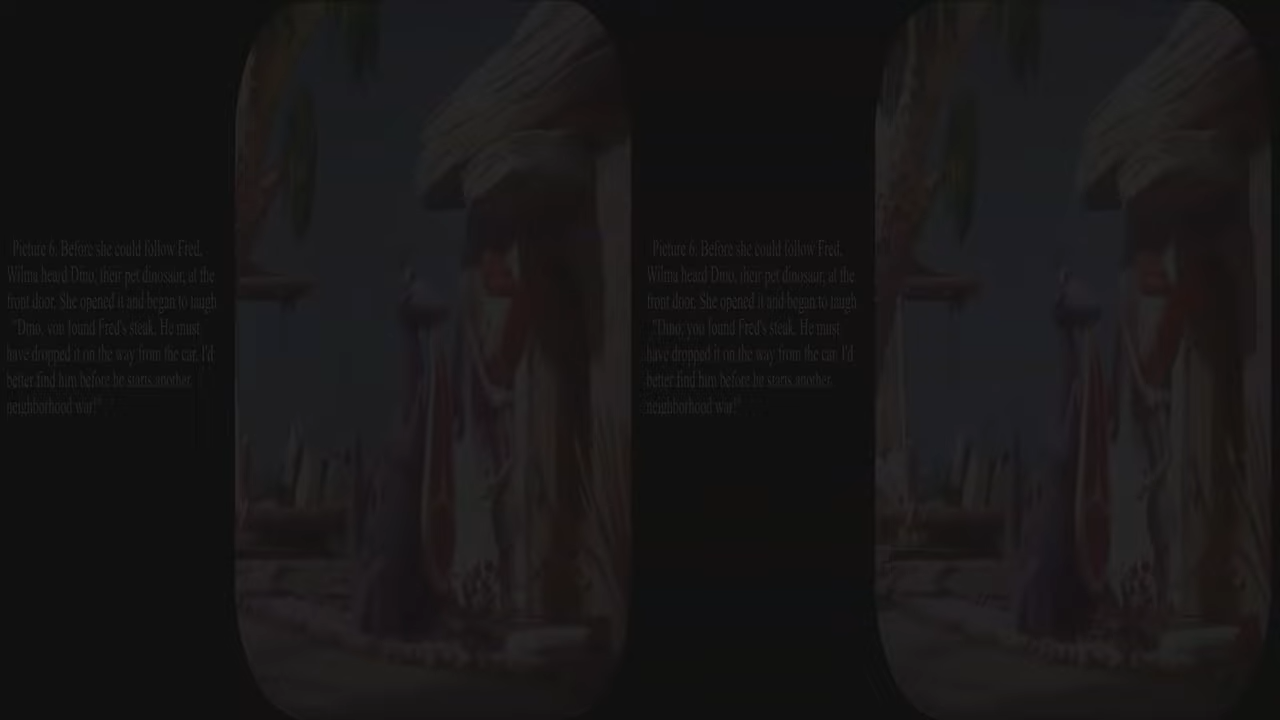 Picture 6. Before she could follow Fred,
Wilma heard Dino, their pet dinosaur, at the
front door. She opened it and began to laugh
"Dino, you found Fred's steak. He must
have dropped it on the way from the car. I'd
better find him before he starts another
neighborhood war!"
Picture 6. Before she could follow Fred,
Wilma heard Dino, their pet dinosaur, at the
front door. She opened it and began to laugh
"Dino, you found Fred's steak. He must
have dropped it on the way from the car. I'd
better find him before he starts another
neighborhood war!"